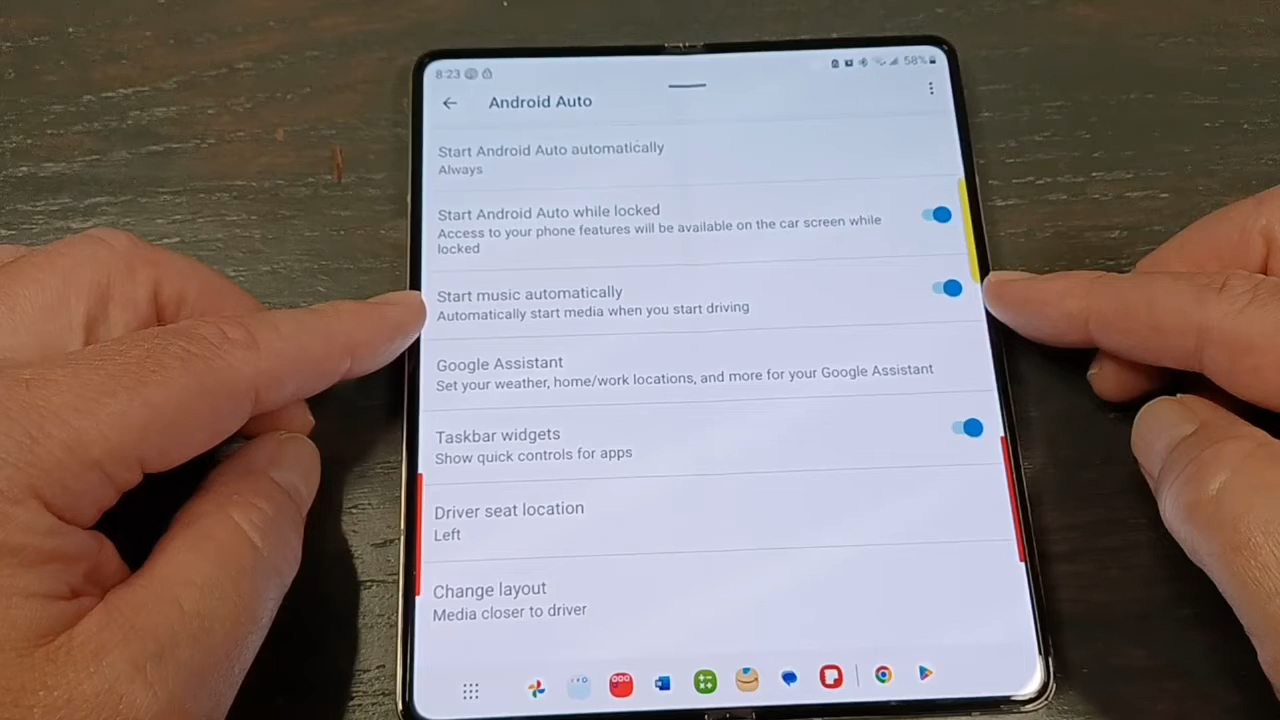 8:23
58%
Android Auto
Start Android Auto automatically
Always
Start Android Auto while locked
Access to your phone features will be available on the car screen while
locked
Start music automatically
Automatically start media when you start driving
Google Assistant
Set your weather, home/work locations, and more for your Google Assistant
Taskbar widgets
Show quick controls for apps
Driver seat location
Left
Change layout
Media closer to driver